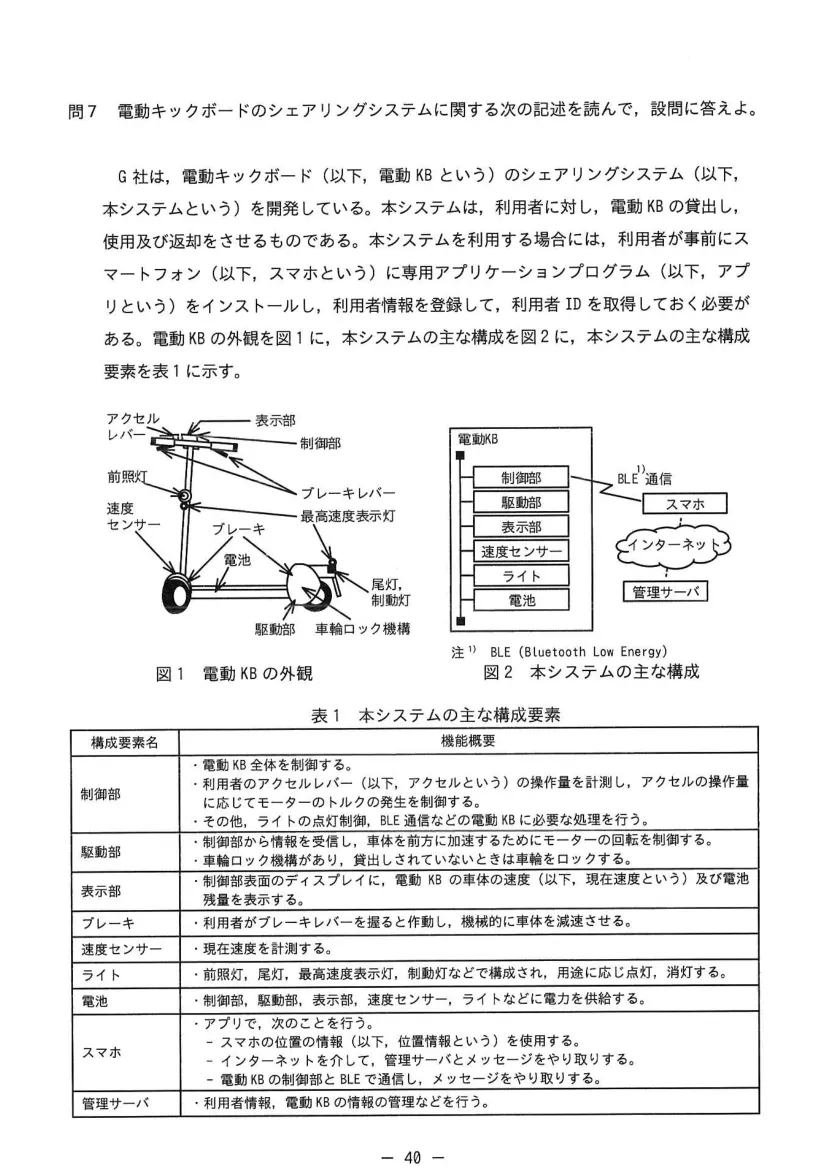 問7 電動キックボードのシェアリングシステムに関する次の記述を読んで，設問に答えよ。
G 社は，電動キックボード（以下，電動 KB という）のシェアリングシステム（以下，
本システムという）を開発している。本システムは，利用者に対し，電動 KB の貸出し，
使用及び返却をさせるものである。本システムを利用する場合には，利用者が事前にス
マートフォン（以下，スマホという）に専用アプリケーションプログラム（以下，アプ
リという）をインストールし，利用者情報を登録して，利用者 ID を取得しておく必要が
ある。電動 KB の外観を図 1 に，本システムの主な構成を図 2 に，本システムの主な構成
要素を表 1 に示す。
アクセル
レバー
表示部
制御部
前照灯
ブレーキレバー
速度
センサー
最高速度表示灯
ブレーキ
電池
尾灯，
制動灯
駆動部
車輪ロック機構
図 1 電動 KB の外観
電動KB
制御部
駆動部
表示部
速度センサー
ライト
電池
BLE 1)通信
スマホ
インターネット
管理サーバ
注 1) BLE (Bluetooth Low Energy)
図 2 本システムの主な構成
表 1 本システムの主な構成要素
構成要素名 機能概要
制御部
・電動 KB 全体を制御する。
・利用者のアクセルレバー（以下，アクセルという）の操作量を計測し，アクセルの操作量
に応じてモーターのトルクの発生を制御する。
・その他，ライトの点灯制御，BLE 通信などの電動 KB に必要な処理を行う。
駆動部
・制御部から情報を受信し，車体を前方に加速するためにモーターの回転を制御する。
・車輪ロック機構があり，貸出しされていないときは車輪をロックする。
表示部
・制御部表面のディスプレイに，電動 KB の車体の速度（以下，現在速度という）及び電池
残量を表示する。
ブレーキ ・利用者がブレーキレバーを握ると作動し，機械的に車体を減速させる。
速度センサー ・現在速度を計測する。
ライト ・前照灯，尾灯，最高速度表示灯，制動灯などで構成され，用途に応じ点灯，消灯する。
電池 ・制御部，駆動部，表示部，速度センサー，ライトなどに電力を供給する。
スマホ
・アプリで，次のことを行う。
- スマホの位置の情報（以下，位置情報という）を使用する。
- インターネットを介して，管理サーバとメッセージをやり取りする。
- 電動 KB の制御部と BLE で通信し，メッセージをやり取りする。
管理サーバ ・利用者情報，電動 KB の情報の管理などを行う。
― 40 ―